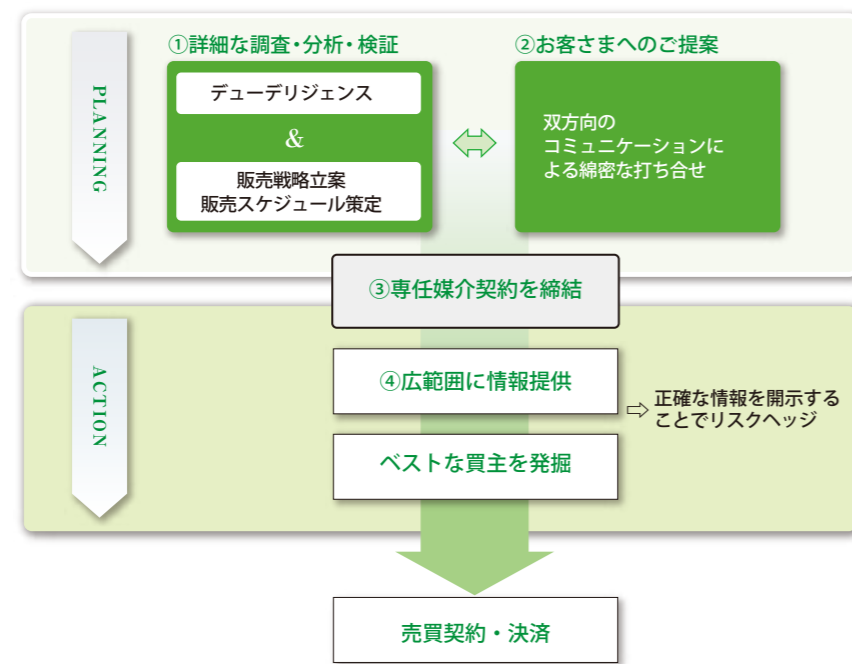 PLANNING
①詳細な調査・分析・検証
デューデリジェンス
&
販売戦略立案
販売スケジュール策定
②お客さまへのご提案
双方向の
コミュニケーションに
よる綿密な打ち合せ
③専任媒介契約を締結
ACTION
④広範囲に情報提供
⇨ 正確な情報を開示する
ことでリスクヘッジ
ベストな買主を発掘
売買契約・決済